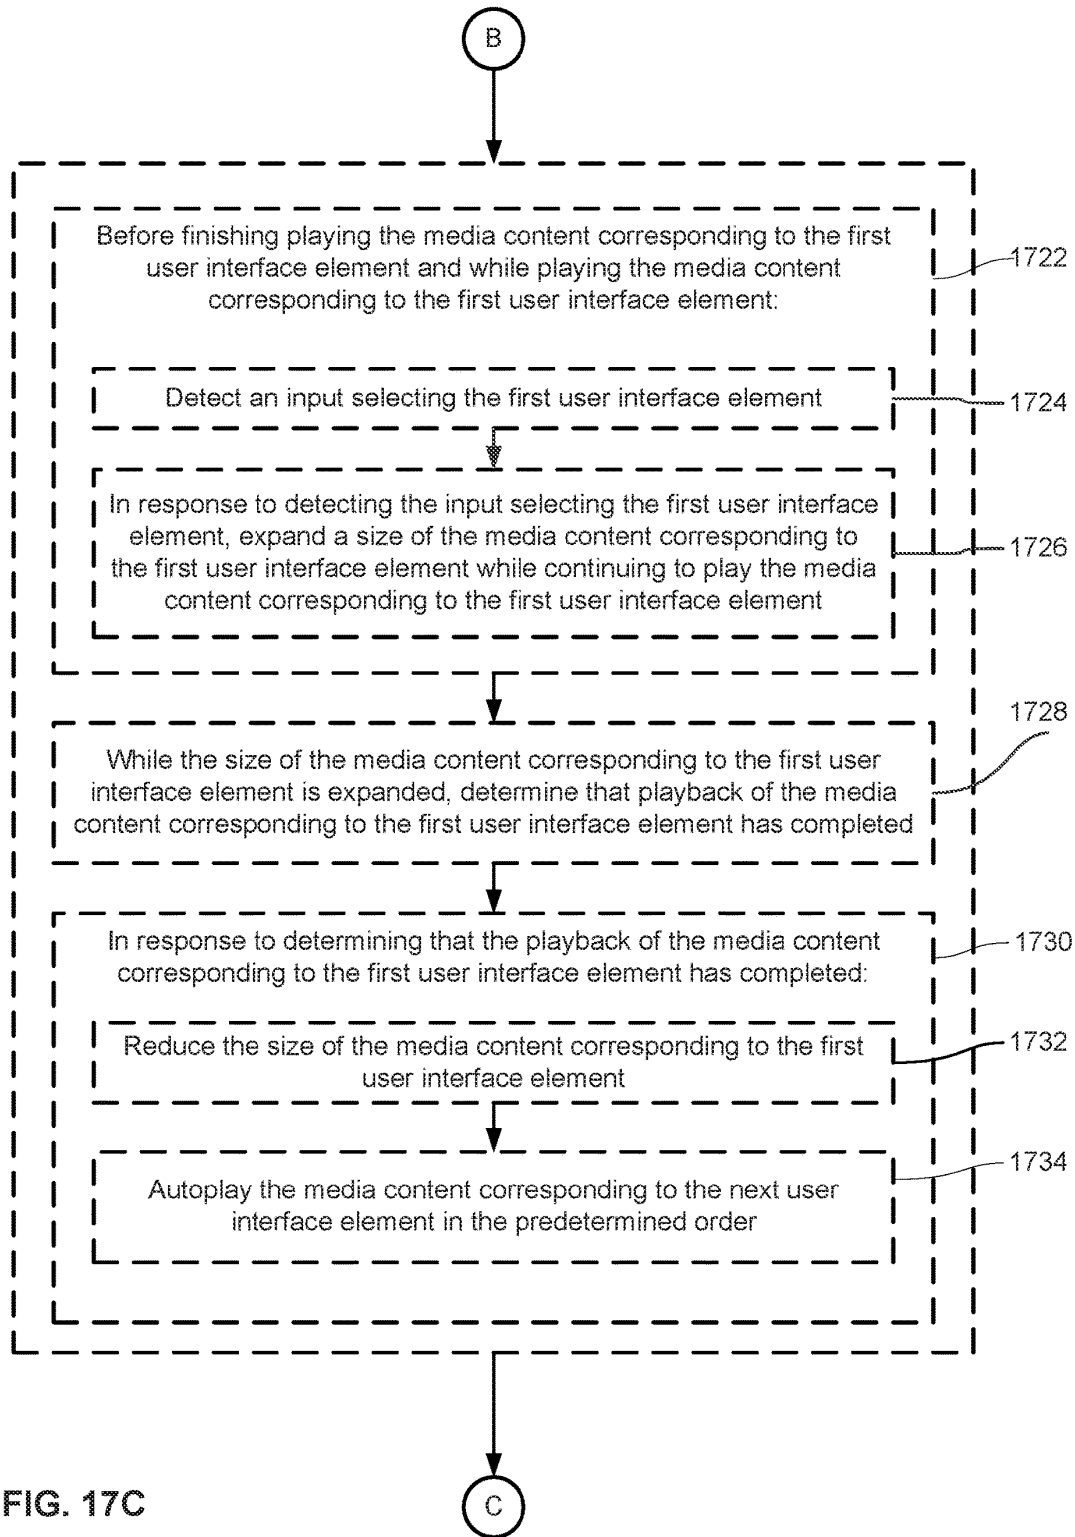 B
Before finishing playing the media content corresponding to the first
user interface element and while playing the media content
corresponding to the first user interface element:
1722
Detect an input selecting the first user interface element
1724
In response to detecting the input selecting the first user interface
element, expand a size of the media content corresponding to
the first user interface element while continuing to play the media
content corresponding to the first user interface element
1726
1728
While the size of the media content corresponding to the first user
interface element is expanded, determine that playback of the media
content corresponding to the first user interface element has completed
In response to determining that the playback of the media content
corresponding to the first user interface element has completed:
1730
Reduce the size of the media content corresponding to the first
user interface element
1732
Autoplay the media content corresponding to the next user
interface element in the predetermined order
1734
FIG. 17C
C